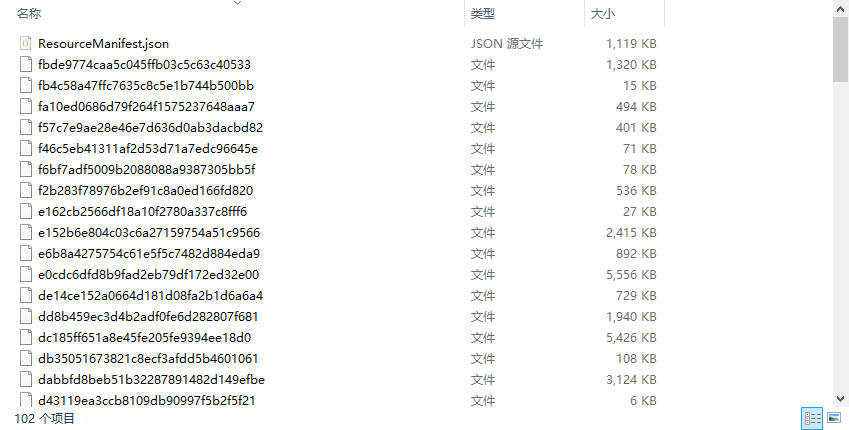 名称 类型 大小
ResourceManifest.json JSON 源文件 1,119 KB
fbde9774caa5c045ffb03c5c63c40533 文件 1,320 KB
fb4c58a47ffc7635c8c5e1b744b500bb 文件 15 KB
fa10ed0686d79f264f1575237648aaa7 文件 494 KB
f57c7e9ae28e46e7d636d0ab3dacbd82 文件 401 KB
f46c5eb41311af2d53d71a7edc96645e 文件 71 KB
f6bf7adf5009b2088088a9387305bb5f 文件 78 KB
f2b283f78976b2ef91c8a0ed166fd820 文件 536 KB
e162cb2566df18a10f2780a337c8fff6 文件 27 KB
e152b6e804c03c6a27159754a51c9566 文件 2,415 KB
e6b8a4275754c61e5f5c7482d884eda9 文件 892 KB
e0cdc6dfd8b9fad2eb79df172ed32e00 文件 5,556 KB
de14ce152a0664d181d08fa2b1d6a6a4 文件 729 KB
dd8b459ec3d4b2adf0fe6d282807f681 文件 1,940 KB
dc185ff651a8e45fe205fe9394ee18d0 文件 5,426 KB
db35051673821c8ecf3afdd5b4601061 文件 108 KB
dabbfd8beb51b32287891482d149efbe 文件 3,124 KB
d43119ea3ccb8109db90997f5b2f5f21 文件 6 KB
102 个项目